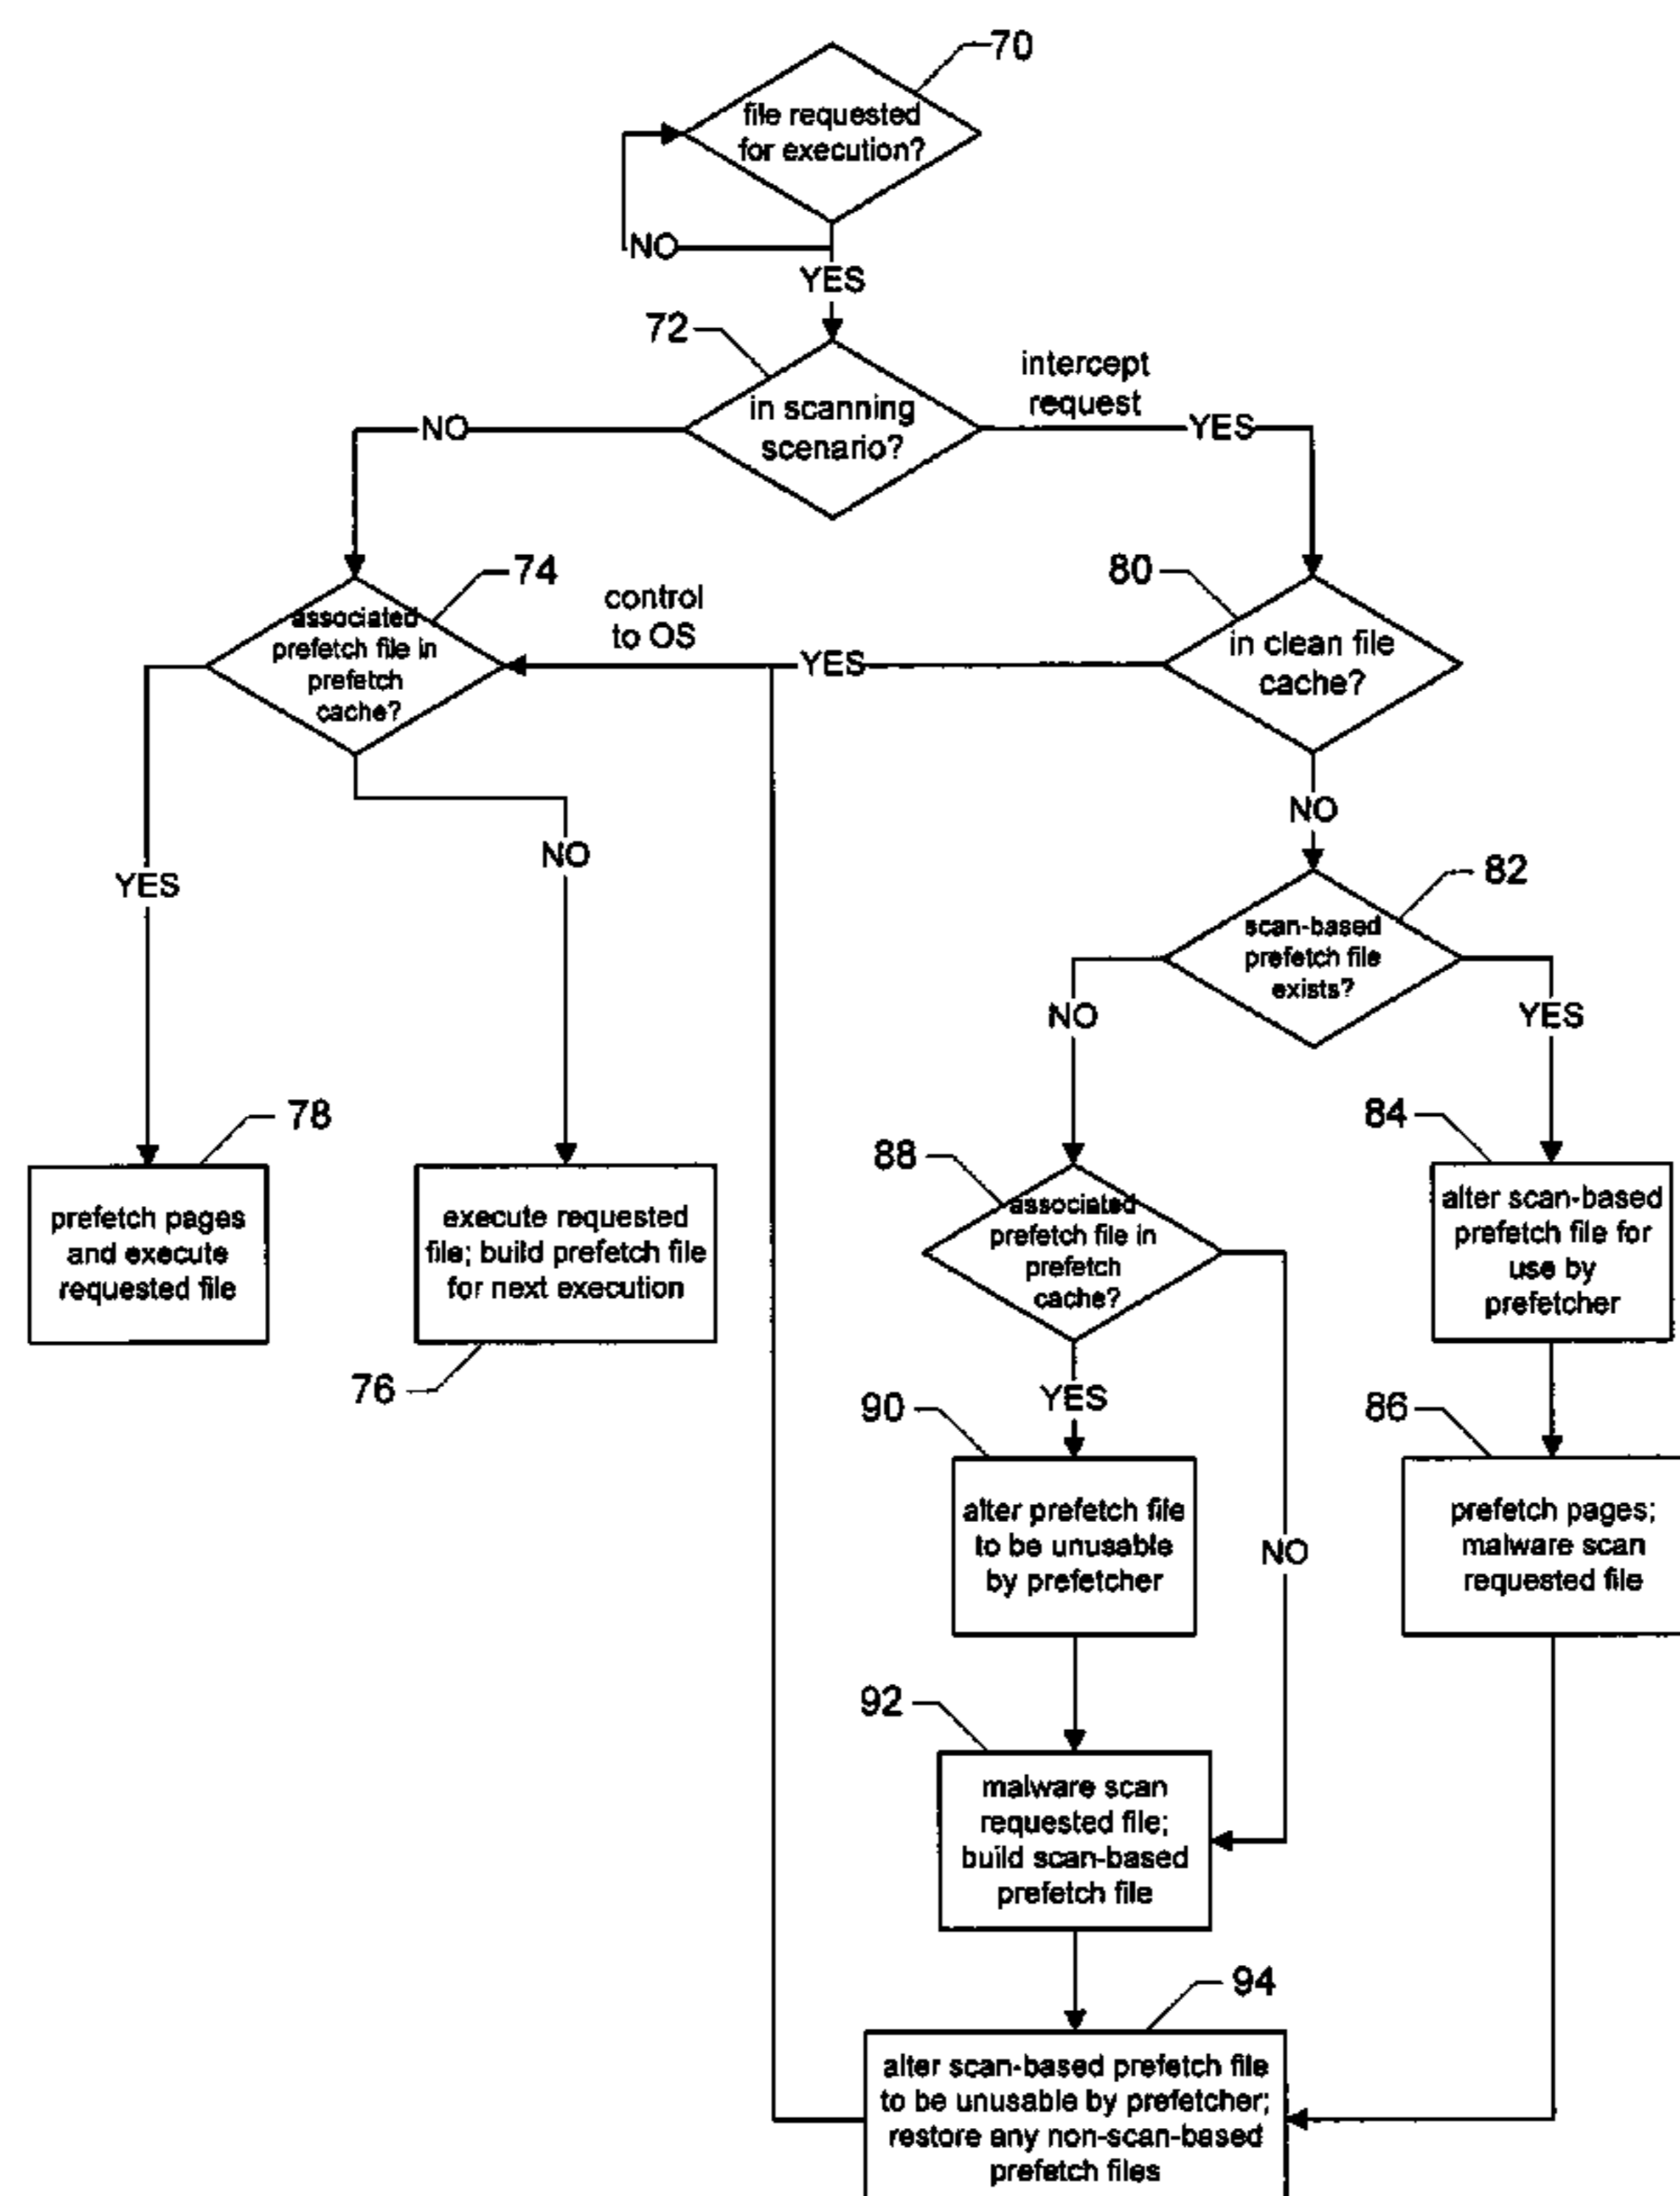 70
file requested
for execution?
NO
YES
72
in scanning
scenario?
intercept
request
NO
YES
74
associated
prefetch file in
prefetch
cache?
control
to OS
YES
80
in clean file
cache?
NO
YES
NO
82
scan-based
prefetch file
exists?
NO
YES
78
prefetch pages
and execute
requested file
execute requested
file; build prefetch file
for next execution
76
88
associated
prefetch file in
prefetch
cache?
84
alter scan-based
prefetch file for
use by
prefetcher
YES
NO
90
alter prefetch file
to be unusable
by prefetcher
86
prefetch pages;
malware scan
requested file
92
malware scan
requested file;
build scan-based
prefetch file
94
alter scan-based prefetch file
to be unusable by prefetcher;
restore any non-scan-based
prefetch files